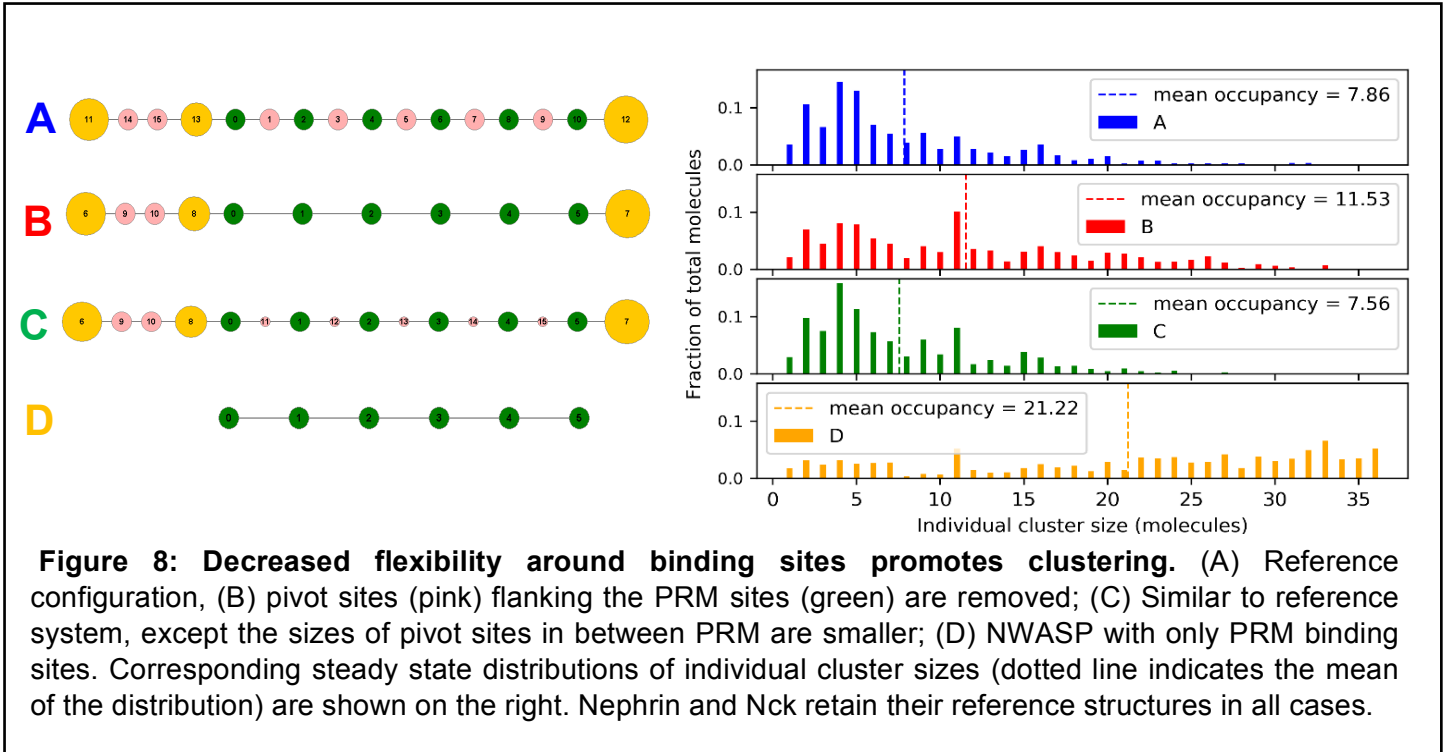 A
11 14 15 13 0 1 2 3 4 5 6 7 8 9 10 12
B
6 9 10 8 0 1 2 3 4 5 7
C
6 9 10 8 0 11 1 12 2 13 3 14 4 15 5 7
D
0 1 2 3 4 5
Fraction of total molecules
0.1
0.0
mean occupancy = 7.86
A
0.1
0.0
mean occupancy = 11.53
B
0.1
0.0
mean occupancy = 7.56
C
0.1
0.0
mean occupancy = 21.22
D
0 5 10 15 20 25 30 35
Individual cluster size (molecules)
Figure 8: Decreased flexibility around binding sites promotes clustering. (A) Reference
configuration, (B) pivot sites (pink) flanking the PRM sites (green) are removed; (C) Similar to reference
system, except the sizes of pivot sites in between PRM are smaller; (D) NWASP with only PRM binding
sites. Corresponding steady state distributions of individual cluster sizes (dotted line indicates the mean
of the distribution) are shown on the right. Nephrin and Nck retain their reference structures in all cases.